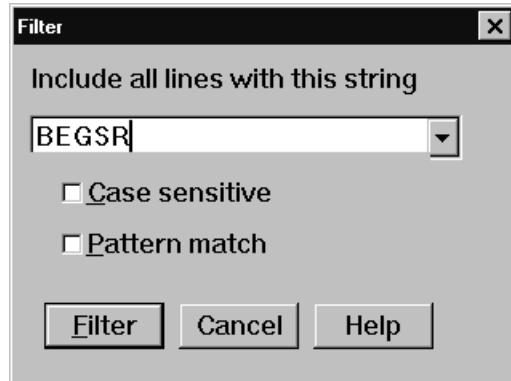 Filter
Include all lines with this string
BEGSR
Case sensitive
Pattern match
Filter Cancel Help